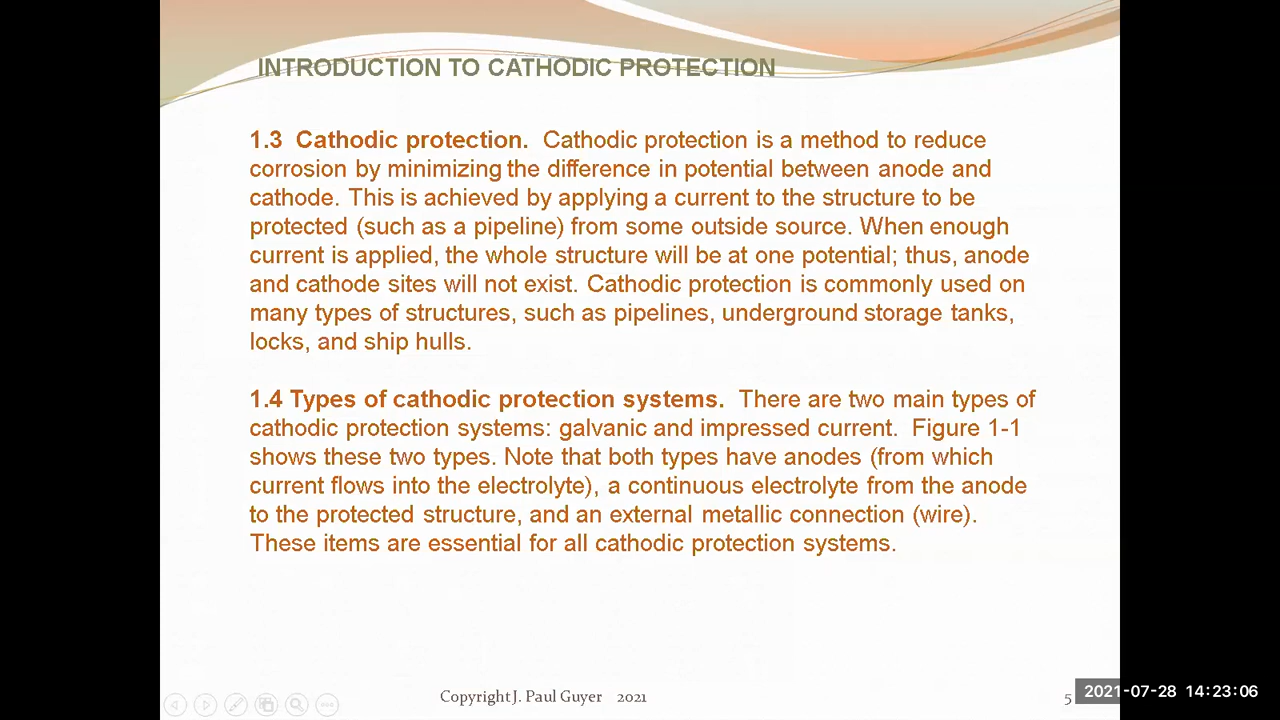 INTRODUCTION TO CATHODIC PROTECTION
1.3 Cathodic protection. Cathodic protection is a method to reduce
corrosion by minimizing the difference in potential between anode and
cathode. This is achieved by applying a current to the structure to be
protected (such as a pipeline) from some outside source. When enough
current is applied, the whole structure will be at one potential; thus, anode
and cathode sites will not exist. Cathodic protection is commonly used on
many types of structures, such as pipelines, underground storage tanks,
locks, and ship hulls.
1.4 Types of cathodic protection systems. There are two main types of
cathodic protection systems: galvanic and impressed current. Figure 1-1
shows these two types. Note that both types have anodes (from which
current flows into the electrolyte), a continuous electrolyte from the anode
to the protected structure, and an external metallic connection (wire).
These items are essential for all cathodic protection systems.
Copyright J. Paul Guyer 2021
5
2021-07-28 14:23:06